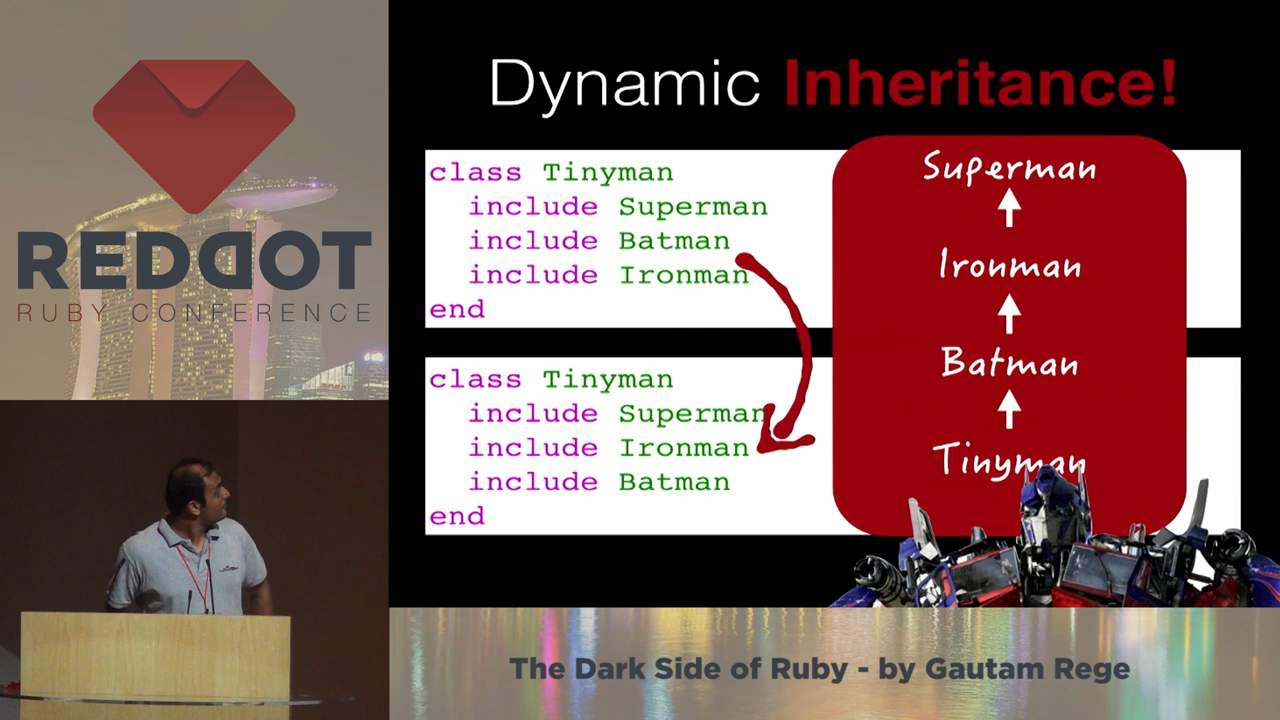 REDDOT
RUBY CONFERENCE
Dynamic Inheritance!
class Tinyman
include Superman
include Batman
include Ironman
end
class Tinyman
include Superman
include Ironman
include Batman
end
Superman
Ironman
Batman
Tinyman
The Dark Side of Ruby - by Gautam Rege